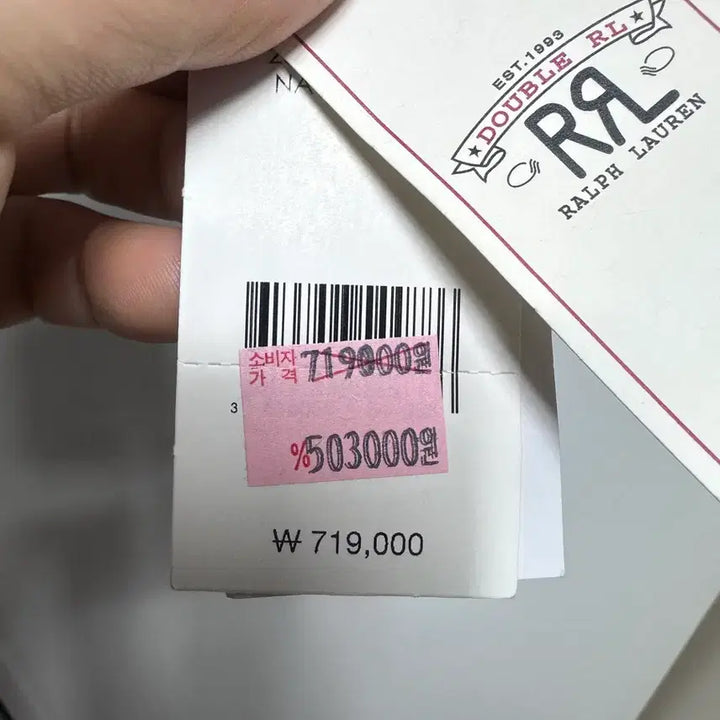 NA
EST.1993
★ DOUBLE RL ★
RRL
RALPH LAUREN
소비자
가 격
719000원
3
%503000원
₩ 719,000